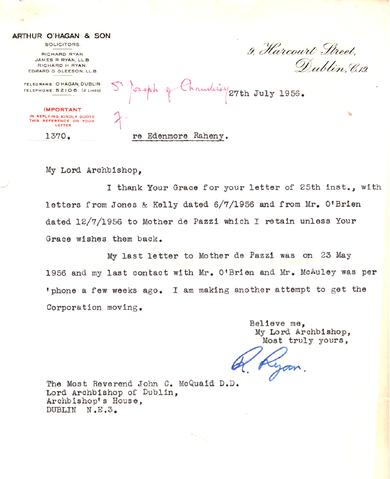 ARTHUR O'HAGAN & SON
SOLICITORS
RICHARD RYAN
JAMES R RYAN, LL.B
RICHARD H RYAN
EDWARD G GLEESON, LL.B
TELEGRAMS O'HAGAN, DUBLIN
TELEPHONE 52106 (2 LINES)
9, Harcourt Street,
Dublin, C.12.
St Joseph of
27th July 1956.
IMPORTANT
IN REPLYING KINDLY QUOTE
THIS REFERENCE ON YOUR
LETTER
1370.
re Edenmore Raheny.
My Lord Archbishop,
I thank Your Grace for your letter of 25th inst., with
letters from Jones & Kelly dated 6/7/1956 and from Mr. O'Brien
dated 12/7/1956 to Mother de Pazzi which I retain unless Your
Grace wishes them back.
My last letter to Mother de Pazzi was on 23 May
1956 and my last contact with Mr. O'Brien and Mr. McAuley was per
'phone a few weeks ago. I am making another attempt to get the
Corporation moving.
Believe me,
My Lord Archbishop,
Most truly yours,
R. Ryan.
The Most Reverend John C. McQuaid D.D.
Lord Archbishop of Dublin,
Archbishop's House,
DUBLIN N.E.3.